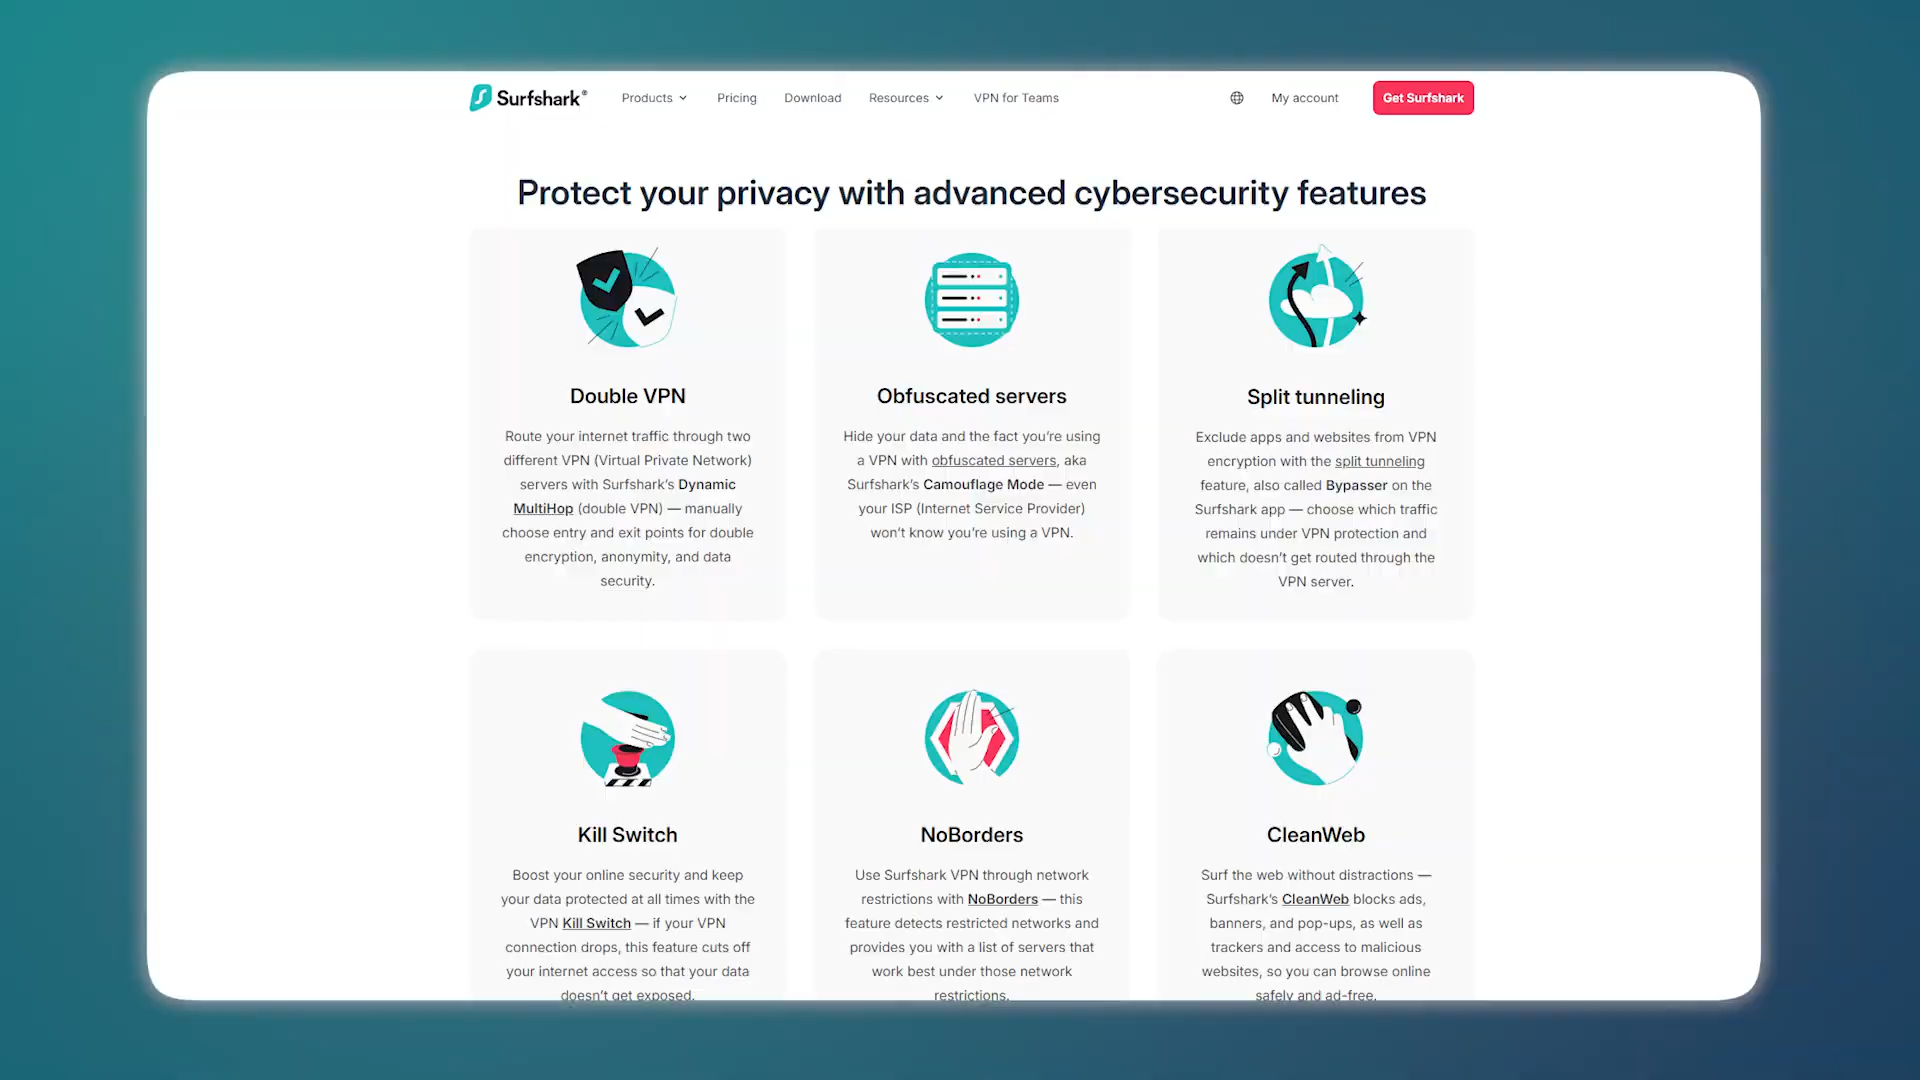 Surfshark®
Products
Pricing
Download
Resources
VPN for Teams
My account
Get Surfshark
Protect your privacy with advanced cybersecurity features
Double VPN
Route your internet traffic through two
different VPN (Virtual Private Network)
servers with Surfshark's Dynamic
MultiHop (double VPN) — manually
choose entry and exit points for double
encryption, anonymity, and data
security.
Obfuscated servers
Hide your data and the fact you're using
a VPN with obfuscated servers, aka
Surfshark's Camouflage Mode — even
your ISP (Internet Service Provider)
won't know you're using a VPN.
Split tunneling
Exclude apps and websites from VPN
encryption with the split tunneling
feature, also called Bypasser on the
Surfshark app — choose which traffic
remains under VPN protection and
which doesn't get routed through the
VPN server.
Kill Switch
Boost your online security and keep
your data protected at all times with the
VPN Kill Switch — if your VPN
connection drops, this feature cuts off
your internet access so that your data
doesn't get exposed.
NoBorders
Use Surfshark VPN through network
restrictions with NoBorders — this
feature detects restricted networks and
provides you with a list of servers that
work best under those network
restrictions.
CleanWeb
Surf the web without distractions —
Surfshark's CleanWeb blocks ads,
banners, and pop-ups, as well as
trackers and access to malicious
websites, so you can browse online
safely and ad-free.